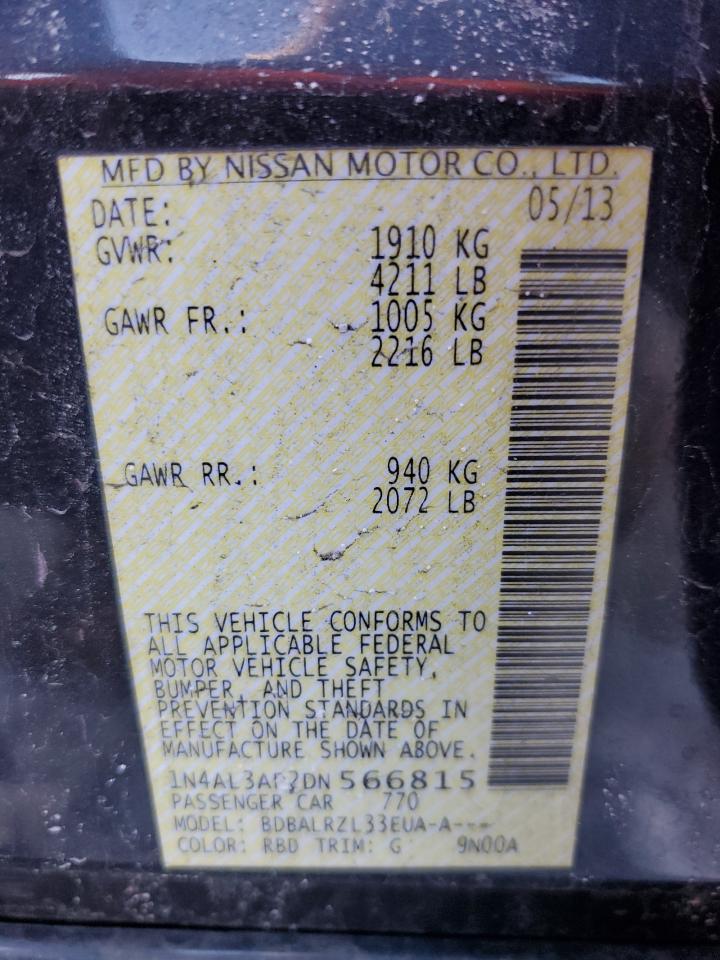 MFD BY NISSAN MOTOR CO., LTD.
DATE: 05/13
GVWR: 1910 KG
4211 LB
GAWR FR.: 1005 KG
2216 LB
GAWR RR.: 940 KG
2072 LB
THIS VEHICLE CONFORMS TO
ALL APPLICABLE FEDERAL
MOTOR VEHICLE SAFETY,
BUMPER, AND THEFT
PREVENTION STANDARDS IN
EFFECT ON THE DATE OF
MANUFACTURE SHOWN ABOVE.
566815
PASSENGER CAR 770
MODEL: BDBALRZL33EUA-A---
COLOR: RBD TRIM: G 9N00A